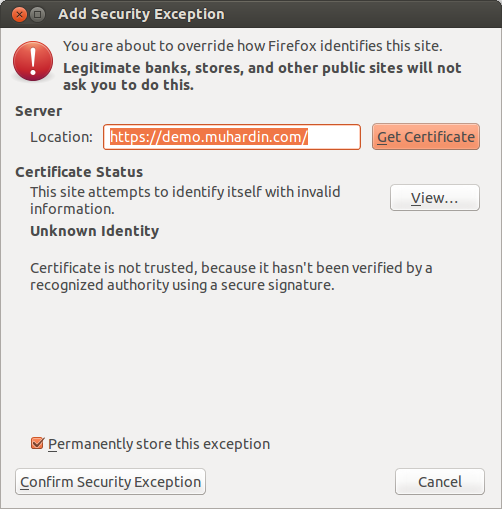 Add Security Exception
You are about to override how Firefox identifies this site.
Legitimate banks, stores, and other public sites will not
ask you to do this.
Server
Location: https://demo.muhardin.com/ Get Certificate
Certificate Status
This site attempts to identify itself with invalid
information.
View...
Unknown Identity
Certificate is not trusted, because it hasn't been verified by a
recognized authority using a secure signature.
Permanently store this exception
Confirm Security Exception Cancel